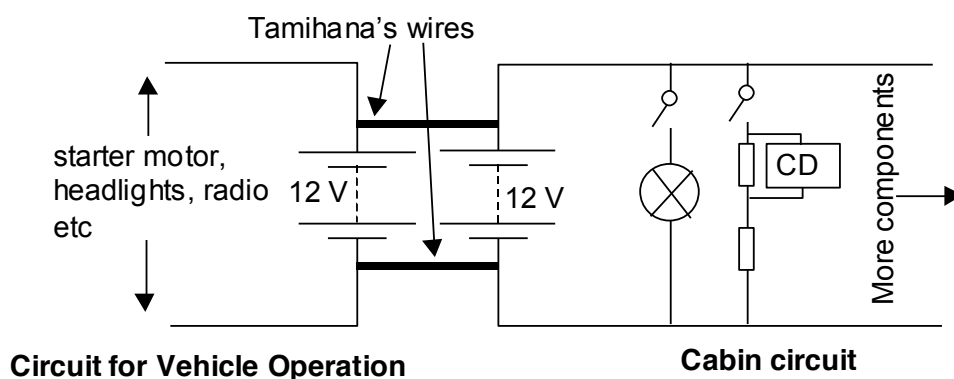 Tamihana's wires
starter motor,
headlights, radio
etc
12 V
12 V
CD
More components
Circuit for Vehicle Operation
Cabin circuit